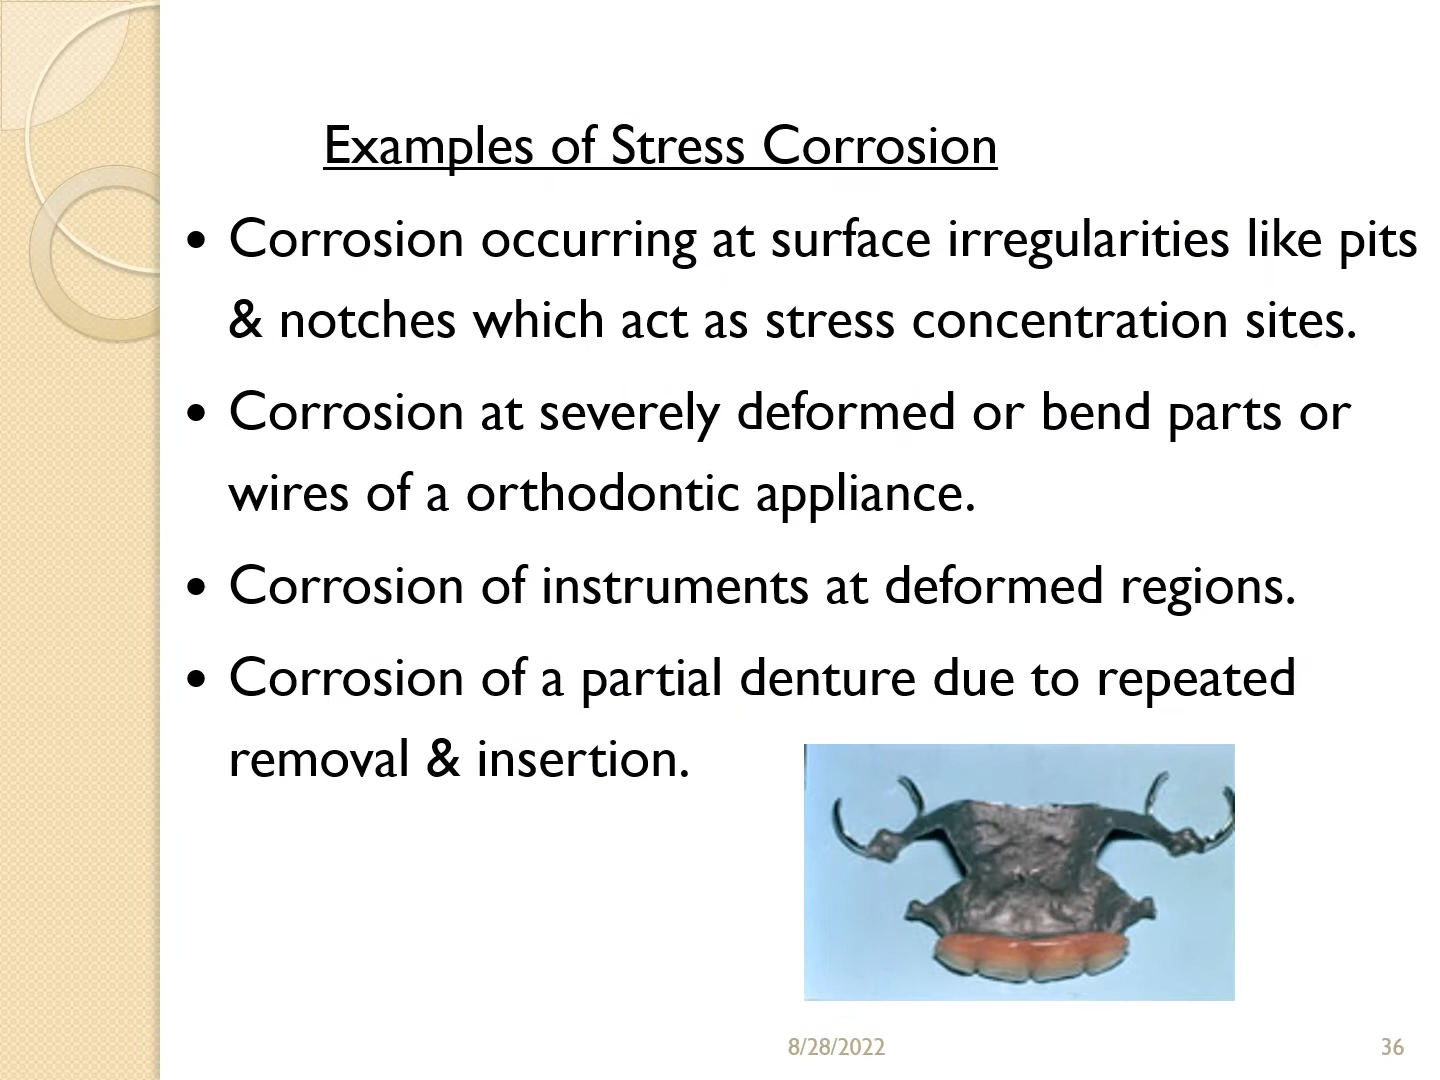 Examples of Stress Corrosion
• Corrosion occurring at surface irregularities like pits
& notches which act as stress concentration sites.
• Corrosion at severely deformed or bend parts or
wires of a orthodontic appliance.
• Corrosion of instruments at deformed regions.
• Corrosion of a partial denture due to repeated
removal & insertion.
8/28/2022
36